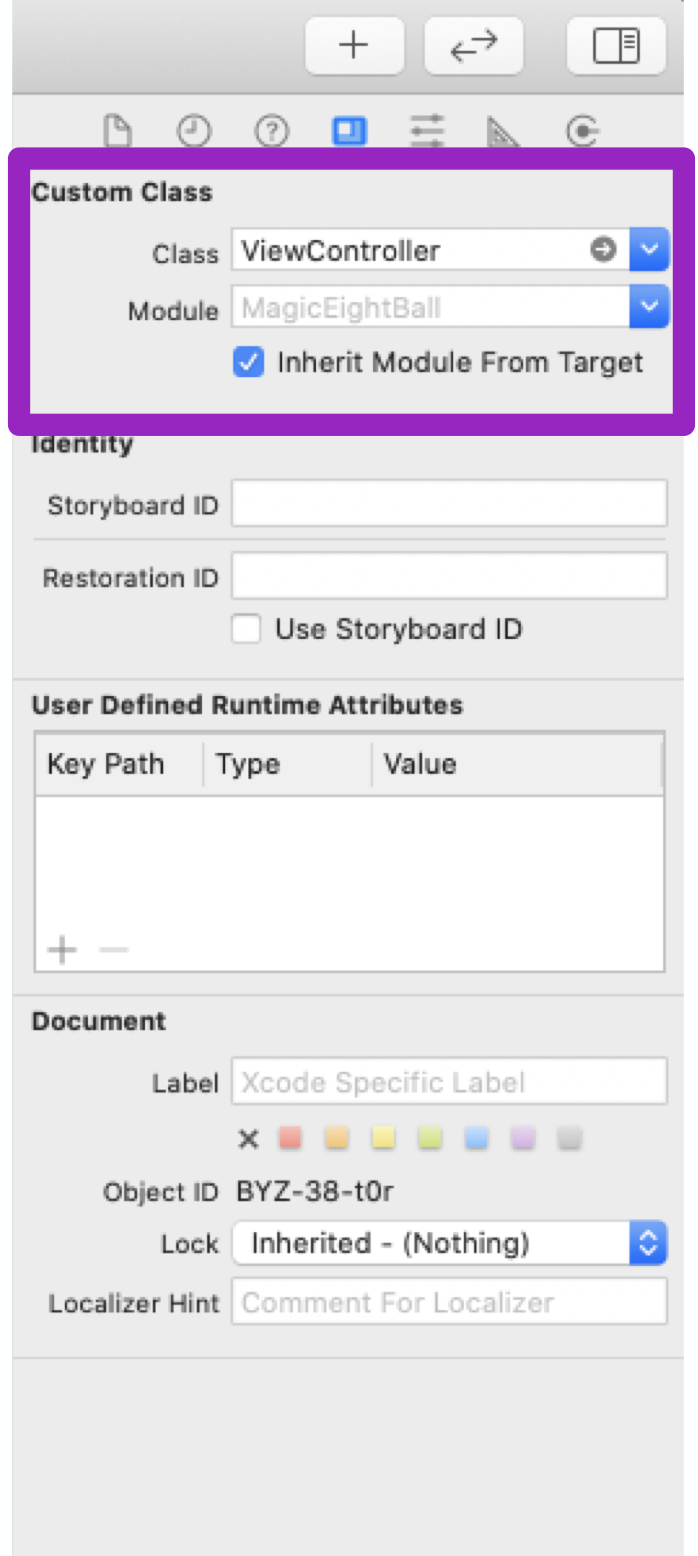 Custom Class
Class ViewController
Module MagicEightBall
Inherit Module From Target
Identity
Storyboard ID
Restoration ID
Use Storyboard ID
User Defined Runtime Attributes
Key Path Type Value
Document
Label Xcode Specific Label
Object ID BYZ-38-t0r
Lock Inherited - (Nothing)
Localizer Hint Comment For Localizer